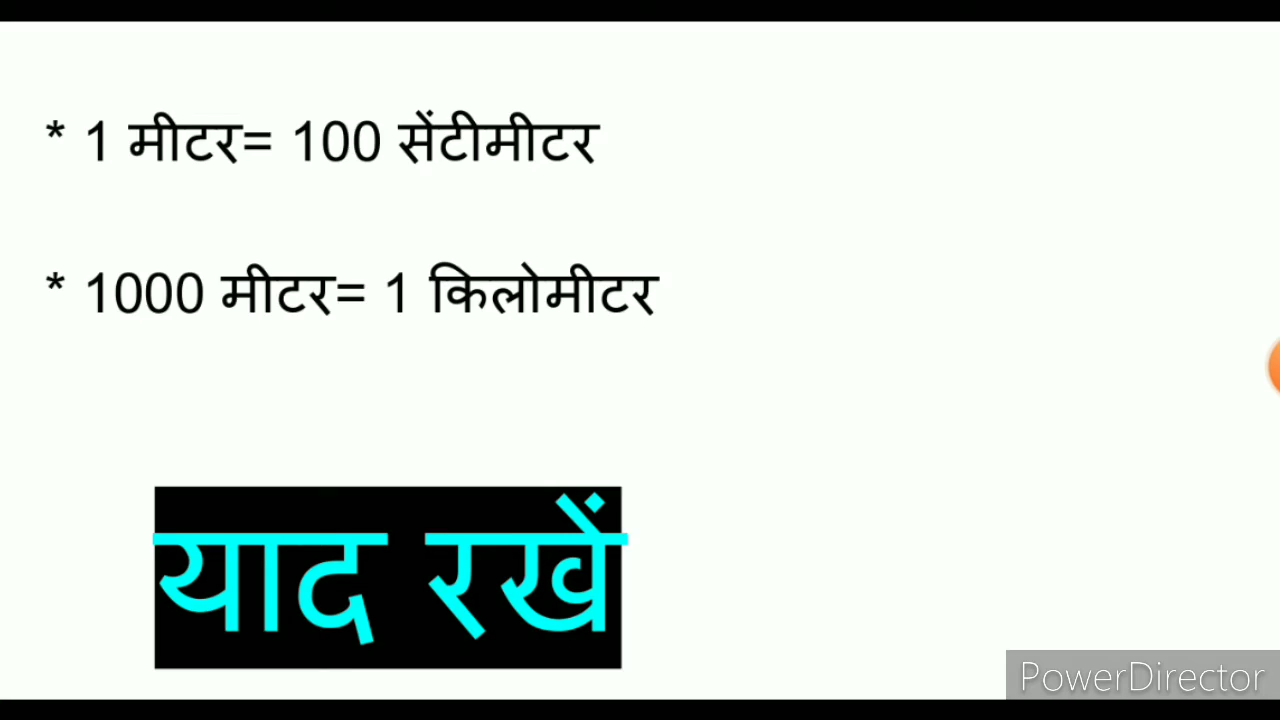 * 1 मीटर= 100 सेंटीमीटर
* 1000 मीटर= 1 किलोमीटर
याद रखें
PowerDirector